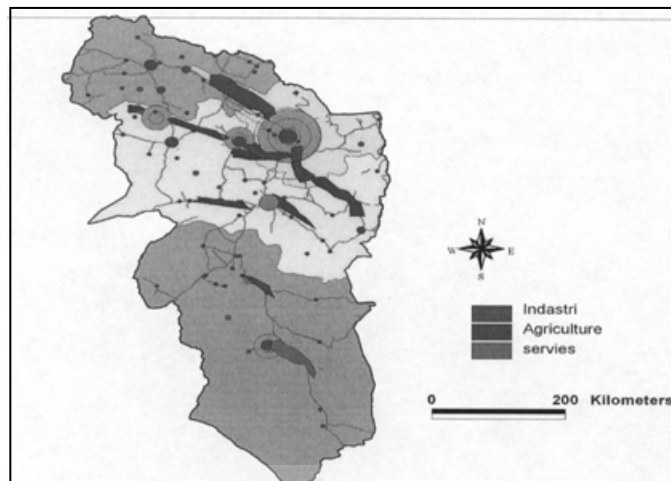 N
W E
S
Indastri
Agriculture
servies
0 200 Kilometers